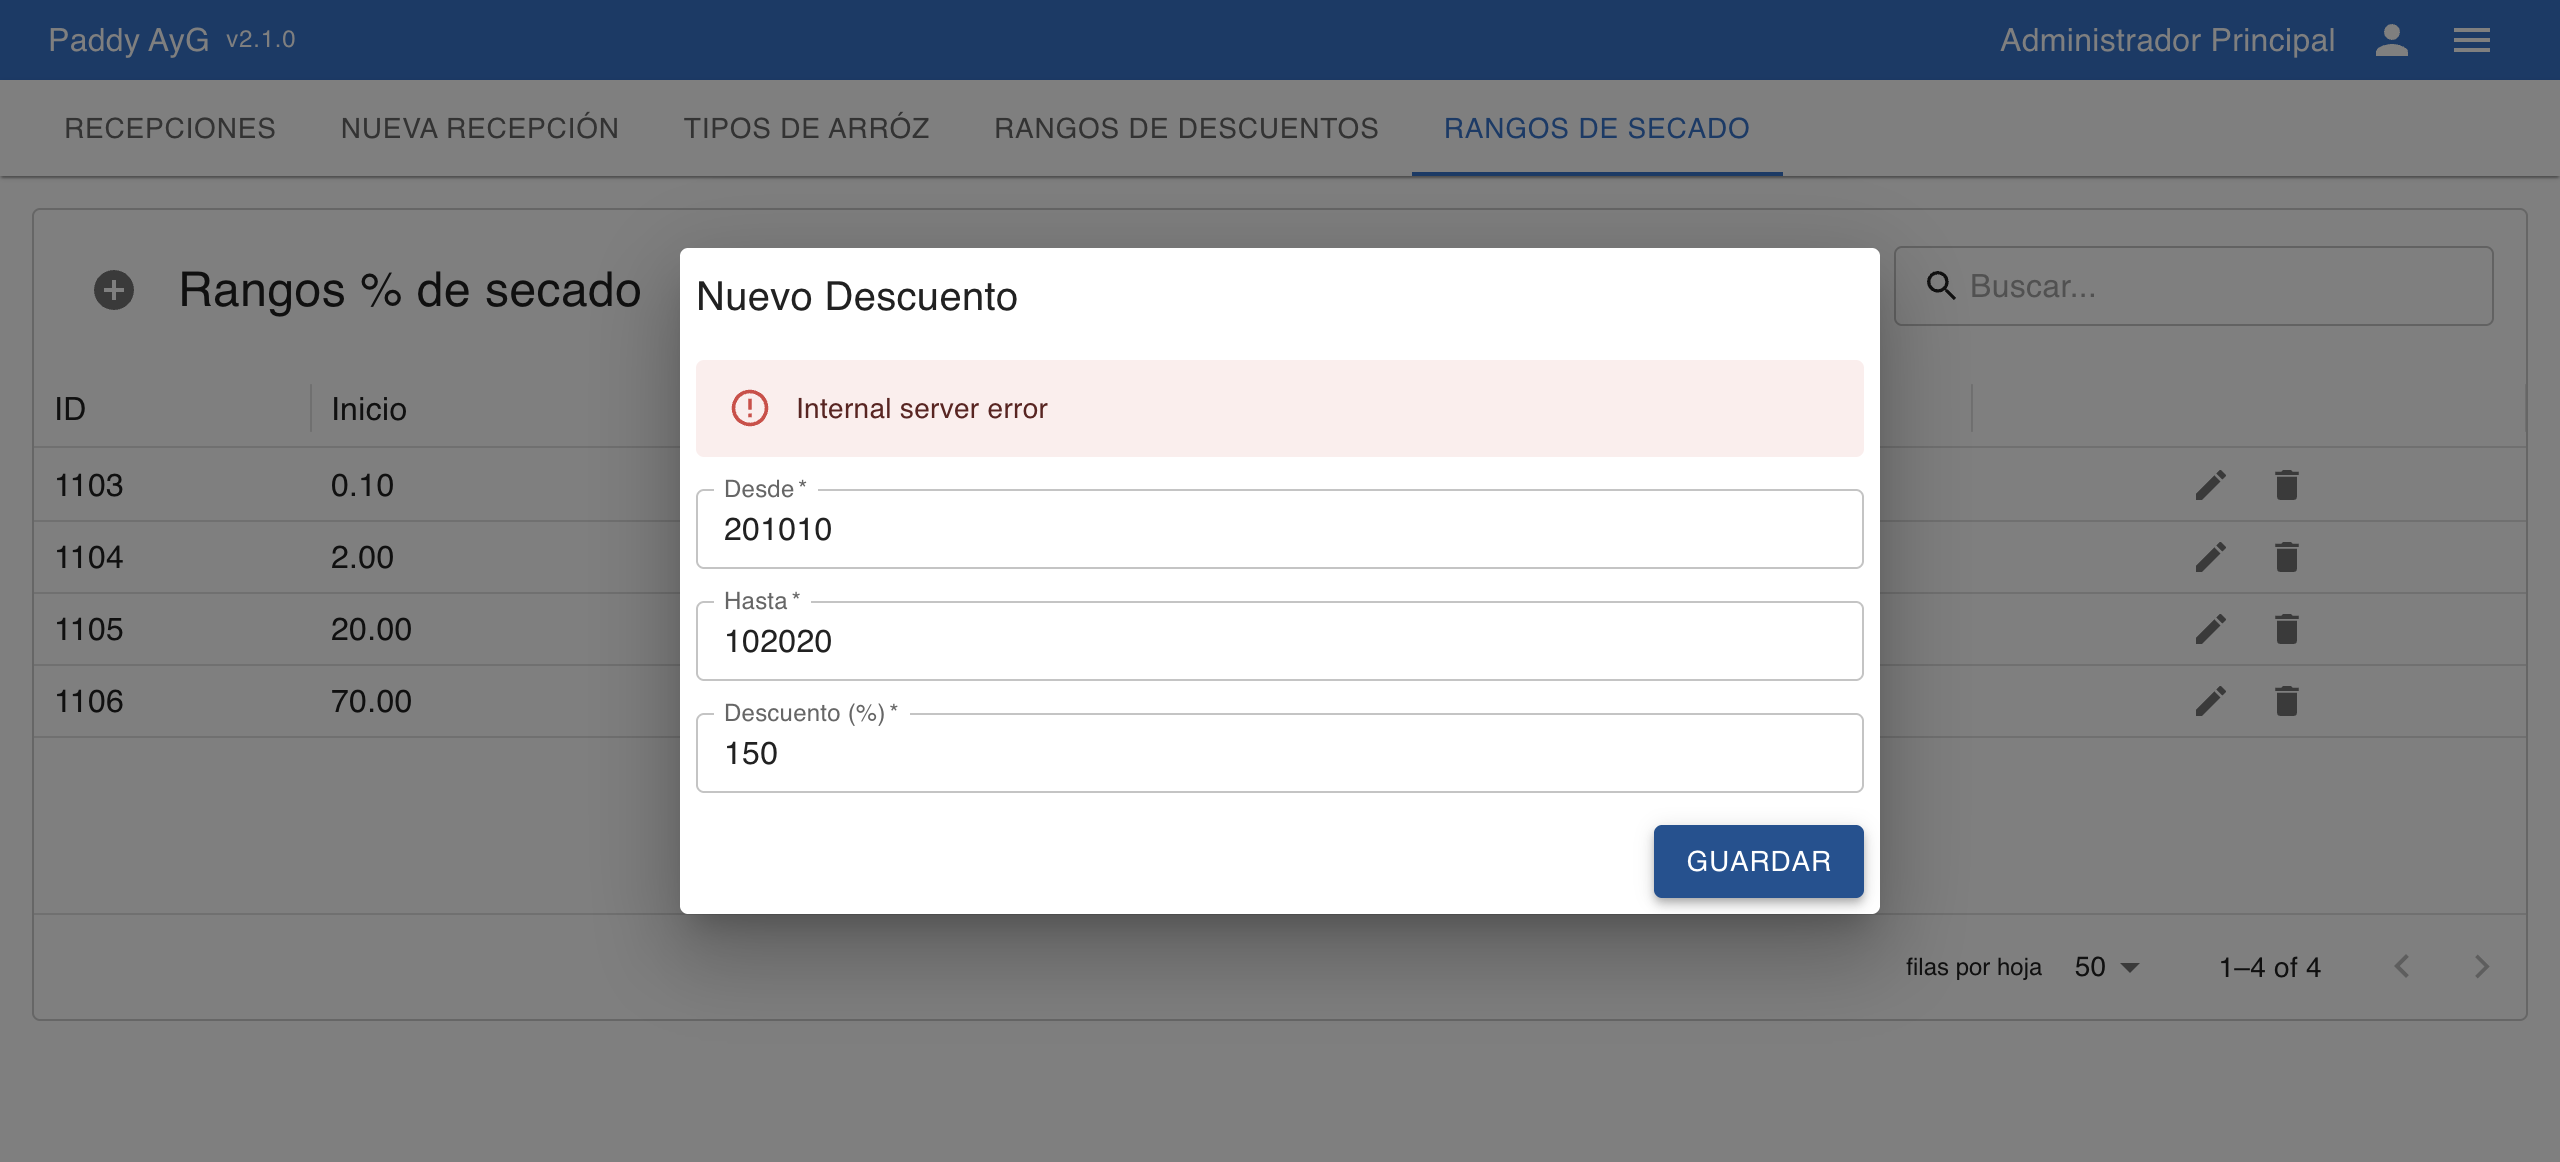 Paddy AyG v2.1.0
Administrador Principal
RECEPCIONES NUEVA RECEPCIÓN TIPOS DE ARRÓZ RANGOS DE DESCUENTOS RANGOS DE SECADO
Rangos % de secado
Buscar...
ID Inicio
1103 0.10
1104 2.00
1105 20.00
1106 70.00
Nuevo Descuento
Internal server error
Desde *
201010
Hasta *
102020
Descuento (%) *
150
GUARDAR
filas por hoja 50 1–4 of 4